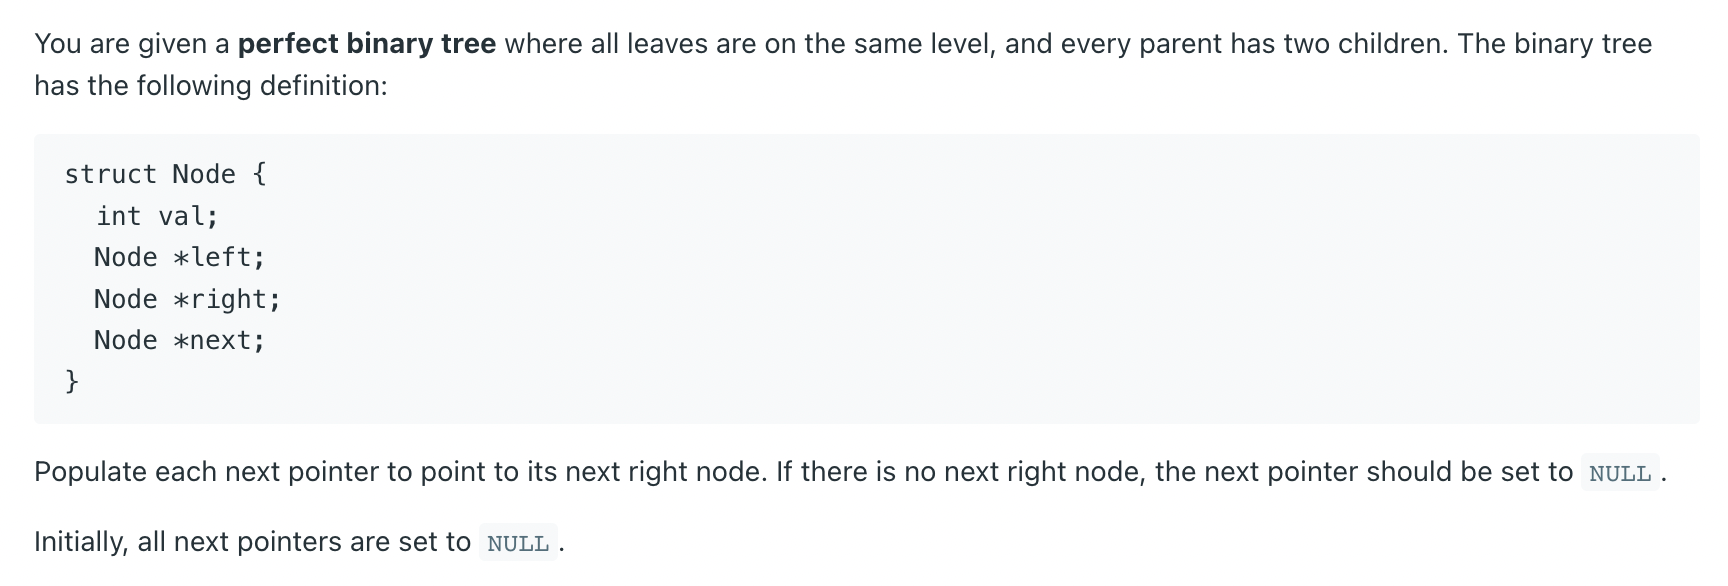 You are given a perfect binary tree where all leaves are on the same level, and every parent has two children. The binary tree
has the following definition:
struct Node {
  int val;
  Node *left;
  Node *right;
  Node *next;
}
Populate each next pointer to point to its next right node. If there is no next right node, the next pointer should be set to NULL.
Initially, all next pointers are set to NULL.